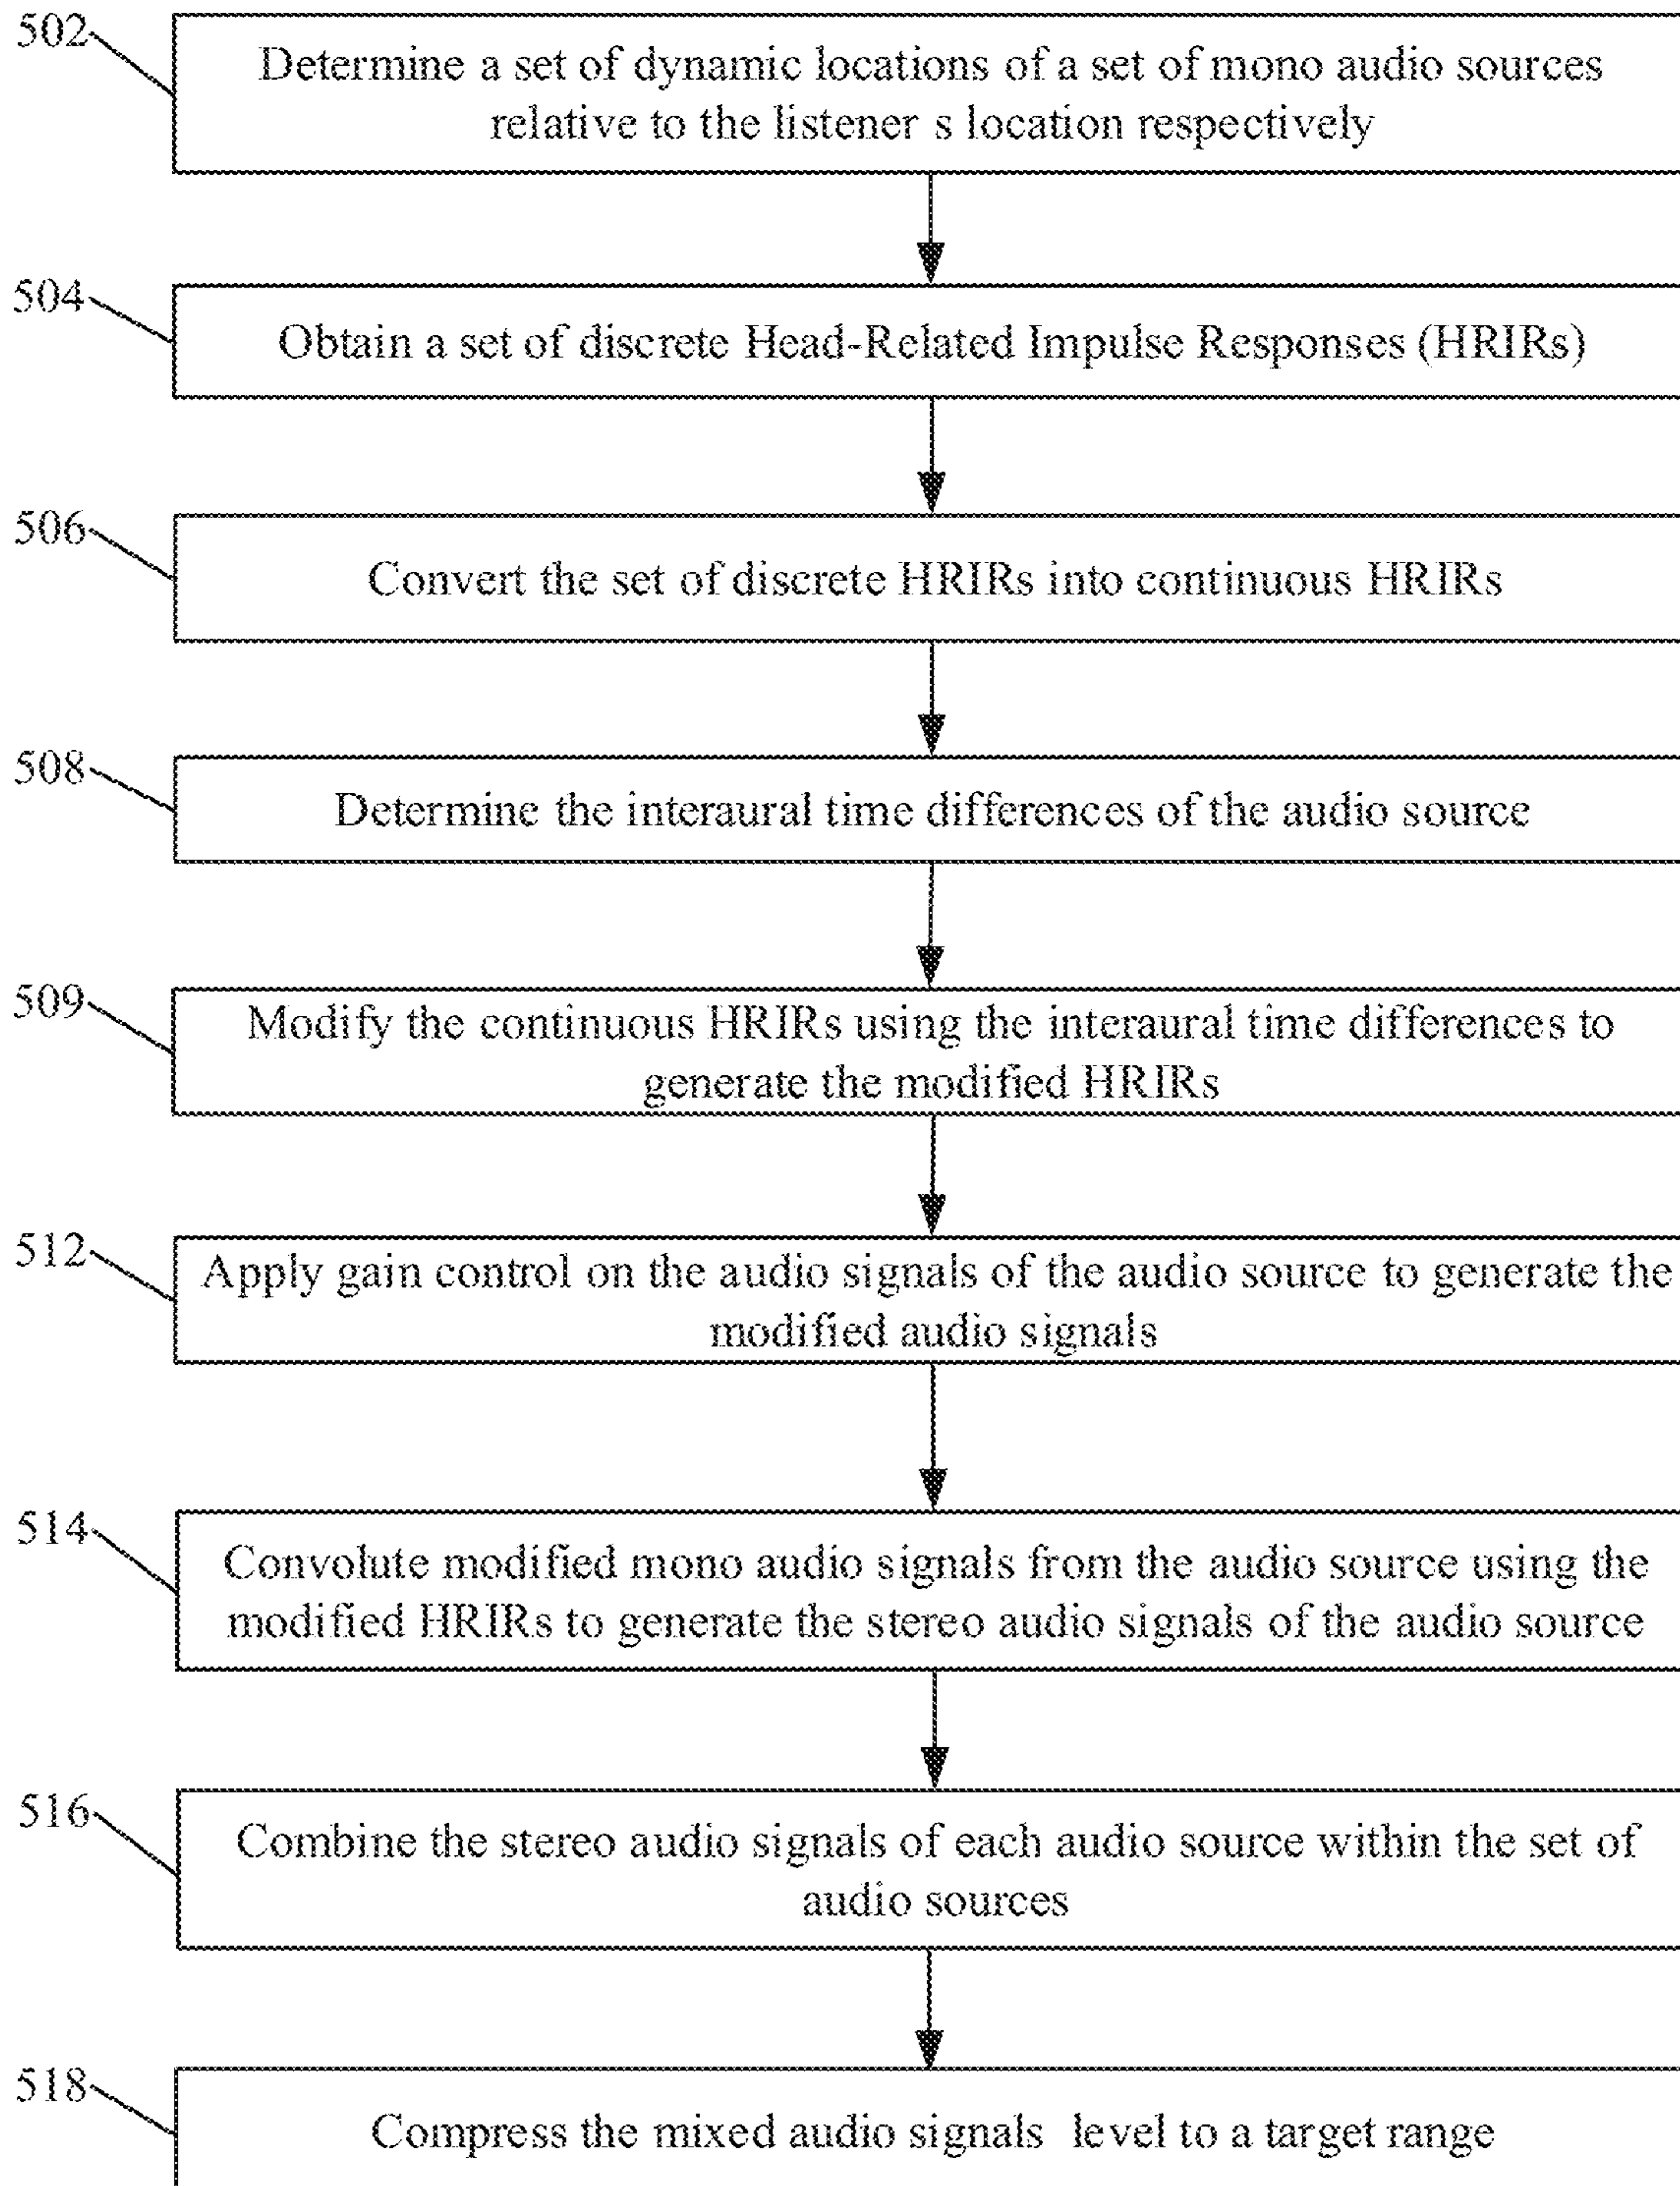 502
Determine a set of dynamic locations of a set of mono audio sources
relative to the listener s location respectively
504
Obtain a set of discrete Head-Related Impulse Responses (HRIRs)
506
Convert the set of discrete HRIRs into continuous HRIRs
508
Determine the interaural time differences of the audio source
509
Modify the continuous HRIRs using the interaural time differences to
generate the modified HRIRs
512
Apply gain control on the audio signals of the audio source to generate the
modified audio signals
514
Convolute modified mono audio signals from the audio source using the
modified HRIRs to generate the stereo audio signals of the audio source
516
Combine the stereo audio signals of each audio source within the set of
audio sources
518
Compress the mixed audio signals level to a target range